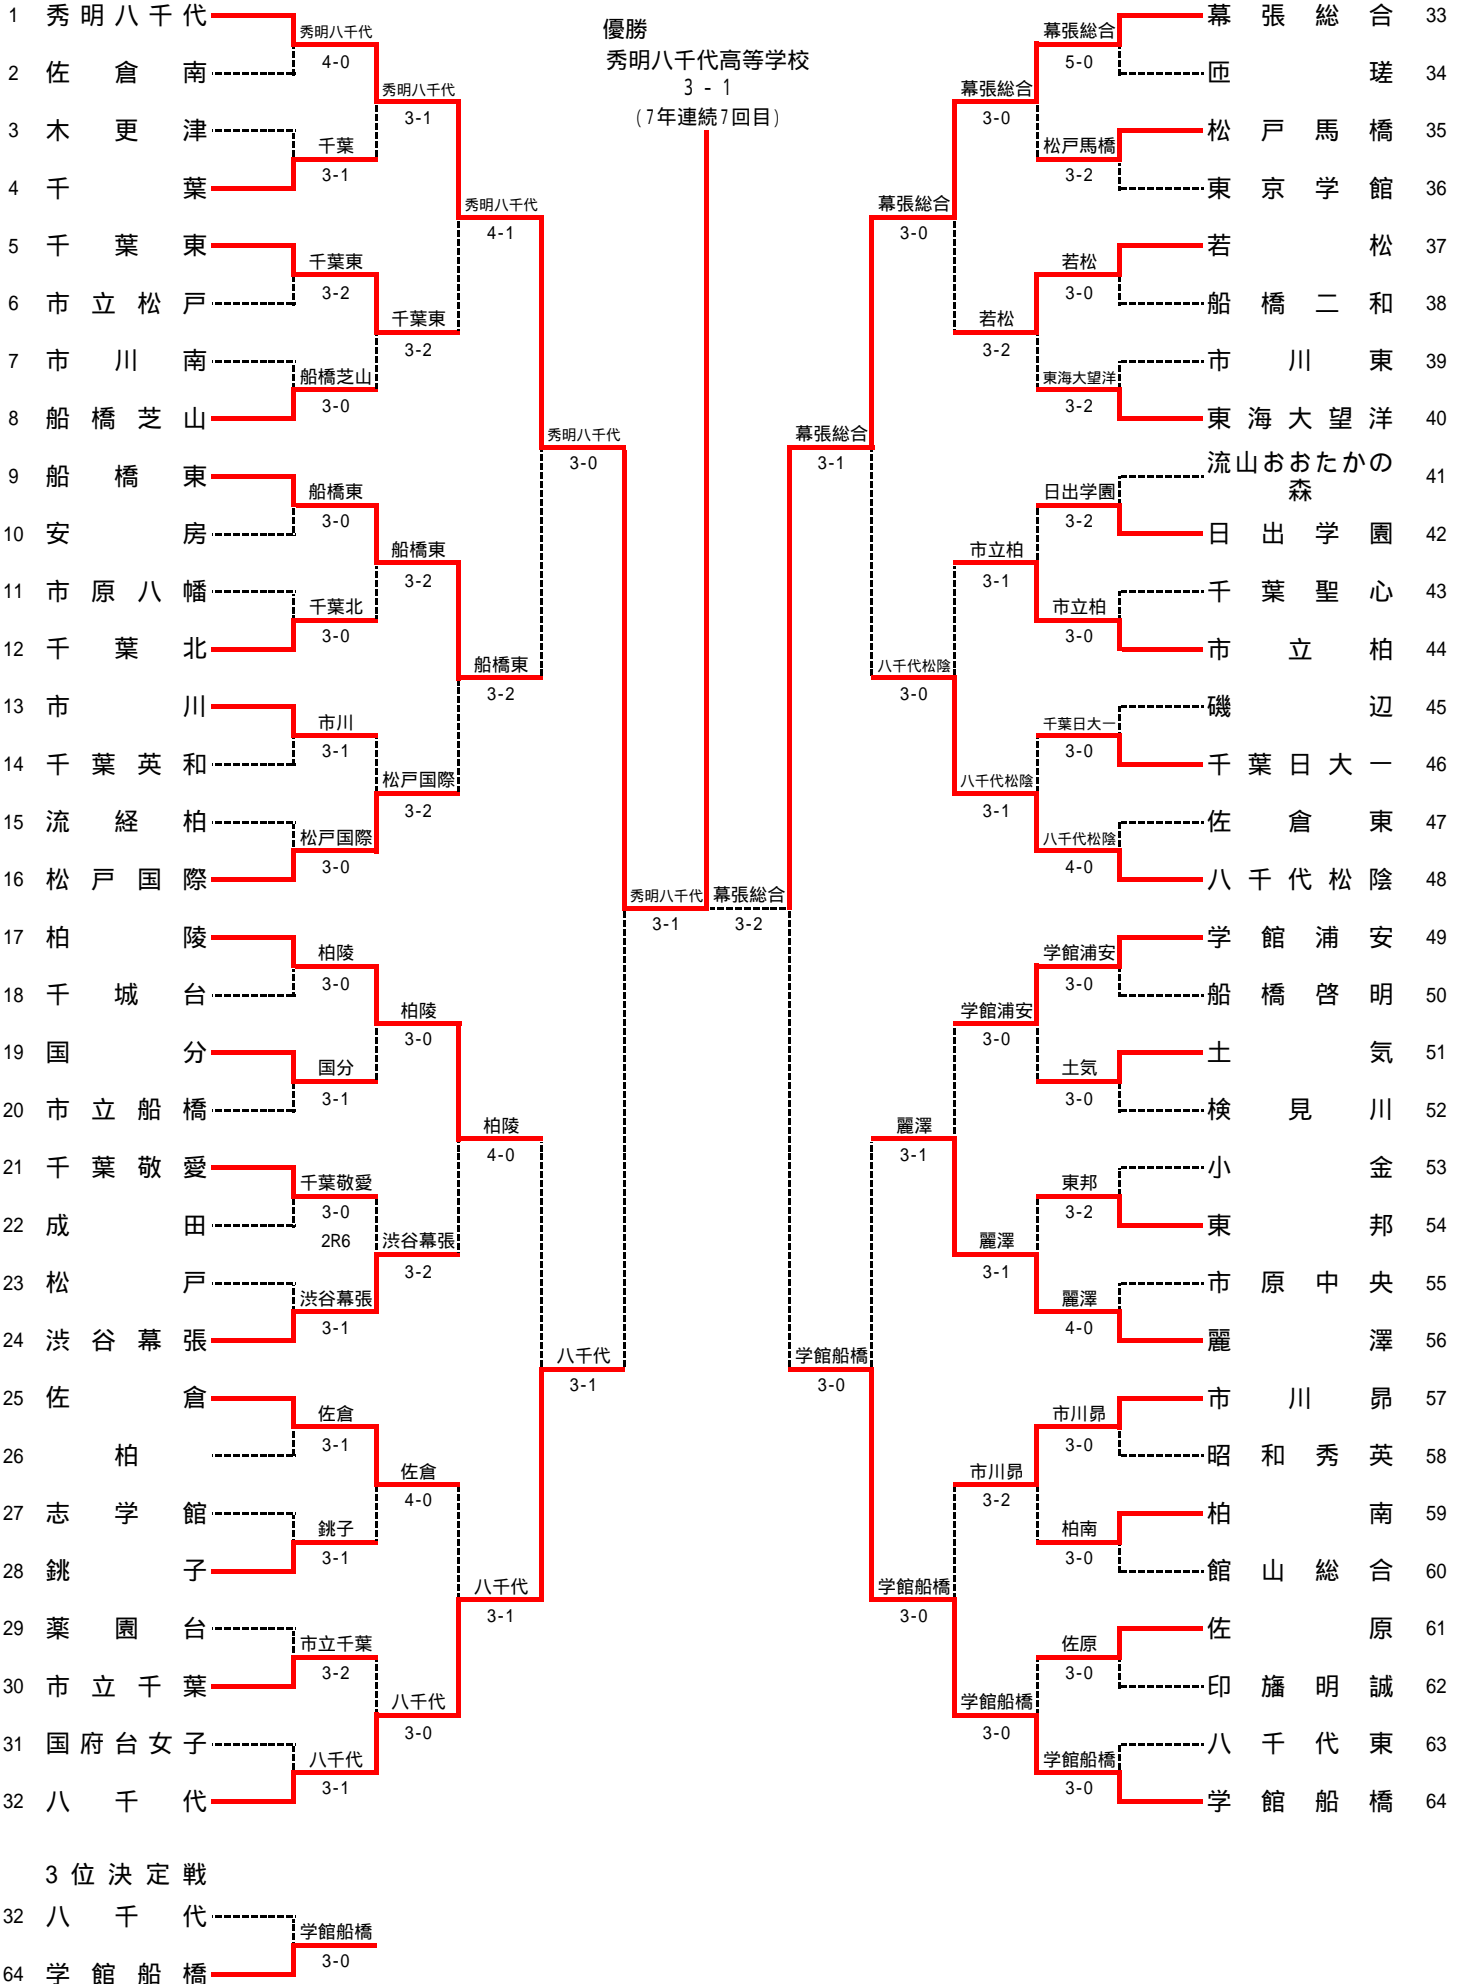 優勝
秀明八千代高等学校
3 - 1
(7年連続7回目)
1 秀明八千代
2 佐倉南
3 木更津
4 千葉
5 千葉東
6 市立松戸
7 市川南
8 船橋芝山
9 船橋東
10 安房
11 市原八幡
12 千葉北
13 市川
14 千葉英和
15 流経柏
16 松戸国際
17 柏陵
18 千城台
19 国分
20 市立船橋
21 千葉敬愛
22 成田
23 松戸
24 渋谷幕張
25 佐倉
26 柏
27 志学館
28 銚子
29 薬園台
30 市立千葉
31 国府台女子
32 八千代
秀明八千代
4-0
千葉
3-1
千葉東
3-2
船橋芝山
3-0
船橋東
3-0
千葉北
3-0
市川
3-1
松戸国際
3-0
柏陵
3-0
国分
3-1
千葉敬愛
3-0
2R6
渋谷幕張
3-1
佐倉
3-1
銚子
3-1
市立千葉
3-2
八千代
3-1
秀明八千代
3-1
千葉東
3-2
船橋東
3-2
松戸国際
3-2
柏陵
3-0
渋谷幕張
3-2
佐倉
4-0
八千代
3-0
秀明八千代
4-1
船橋東
3-2
柏陵
4-0
八千代
3-1
秀明八千代
3-0
八千代
3-1
秀明八千代
3-1
幕張総合
3-2
幕張総合
3-1
学館船橋
3-0
幕張総合
3-0
八千代松陰
3-0
麗澤
3-1
学館船橋
3-0
幕張総合
3-0
若松
3-2
市立柏
3-1
八千代松陰
3-1
学館浦安
3-0
麗澤
3-1
市川昴
3-2
学館船橋
3-0
幕張総合
5-0
松戸馬橋
3-2
若松
3-0
東海大望洋
3-2
日出学園
3-2
市立柏
3-0
千葉日大一
3-0
八千代松陰
4-0
学館浦安
3-0
土気
3-0
東邦
3-2
麗澤
4-0
市川昴
3-0
柏南
3-0
佐原
3-0
学館船橋
3-0
幕張総合 33
匝瑳 34
松戸馬橋 35
東京学館 36
若松 37
船橋二和 38
市川東 39
東海大望洋 40
流山おおたかの
森 41
日出学園 42
千葉聖心 43
市立柏 44
磯辺 45
千葉日大一 46
佐倉東 47
八千代松陰 48
学館浦安 49
船橋啓明 50
土気 51
検見川 52
小金 53
東邦 54
市原中央 55
麗澤 56
市川昴 57
昭和秀英 58
柏南 59
館山総合 60
佐原 61
印旛明誠 62
八千代東 63
学館船橋 64
3位決定戦
32 八千代
64 学館船橋
学館船橋
3-0